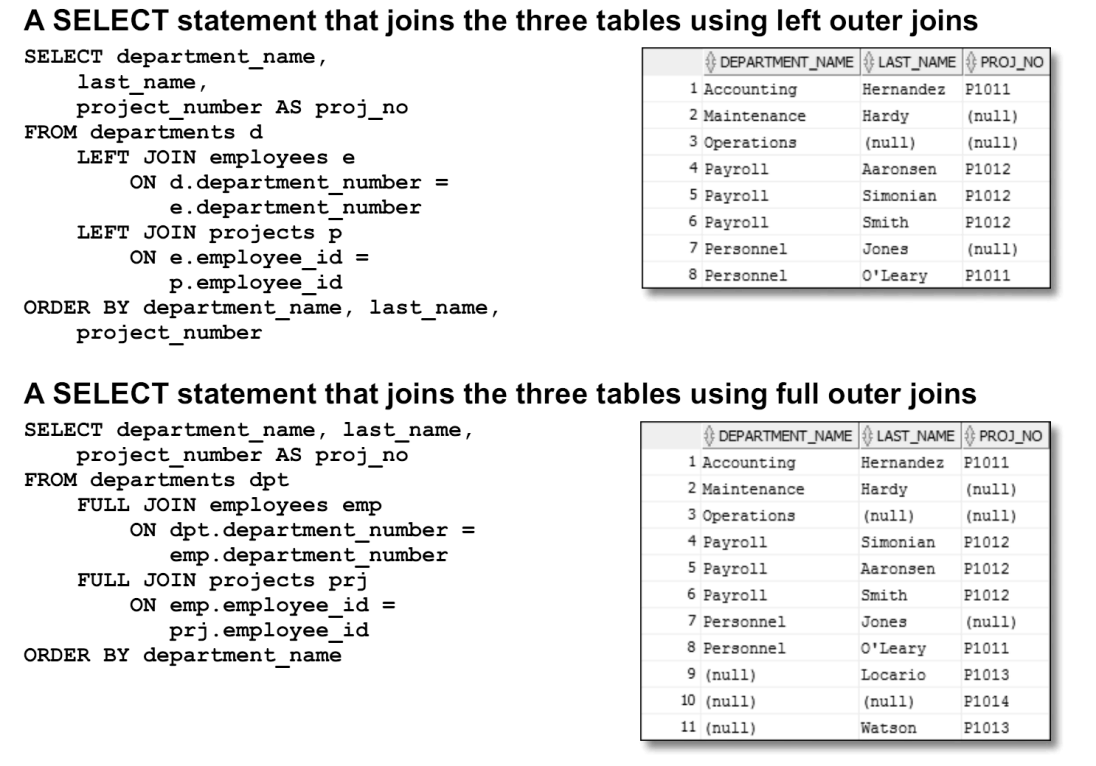 A SELECT statement that joins the three tables using left outer joins
SELECT department_name,
last_name,
project_number AS proj_no
FROM departments d
LEFT JOIN employees e
ON d.department_number =
e.department_number
LEFT JOIN projects p
ON e.employee_id =
p.employee_id
ORDER BY department_name, last_name,
project_number
DEPARTMENT_NAME LAST_NAME PROJ_NO
1 Accounting Hernandez P1011
2 Maintenance Hardy (null)
3 Operations (null) (null)
4 Payroll Aaronsen P1012
5 Payroll Simonian P1012
6 Payroll Smith P1012
7 Personnel Jones (null)
8 Personnel O'Leary P1011
A SELECT statement that joins the three tables using full outer joins
SELECT department_name, last_name,
project_number AS proj_no
FROM departments dpt
FULL JOIN employees emp
ON dpt.department_number =
emp.department_number
FULL JOIN projects prj
ON emp.employee_id =
prj.employee_id
ORDER BY department_name
DEPARTMENT_NAME LAST_NAME PROJ_NO
1 Accounting Hernandez P1011
2 Maintenance Hardy (null)
3 Operations (null) (null)
4 Payroll Simonian P1012
5 Payroll Aaronsen P1012
6 Payroll Smith P1012
7 Personnel Jones (null)
8 Personnel O'Leary P1011
9 (null) Locario P1013
10 (null) (null) P1014
11 (null) Watson P1013